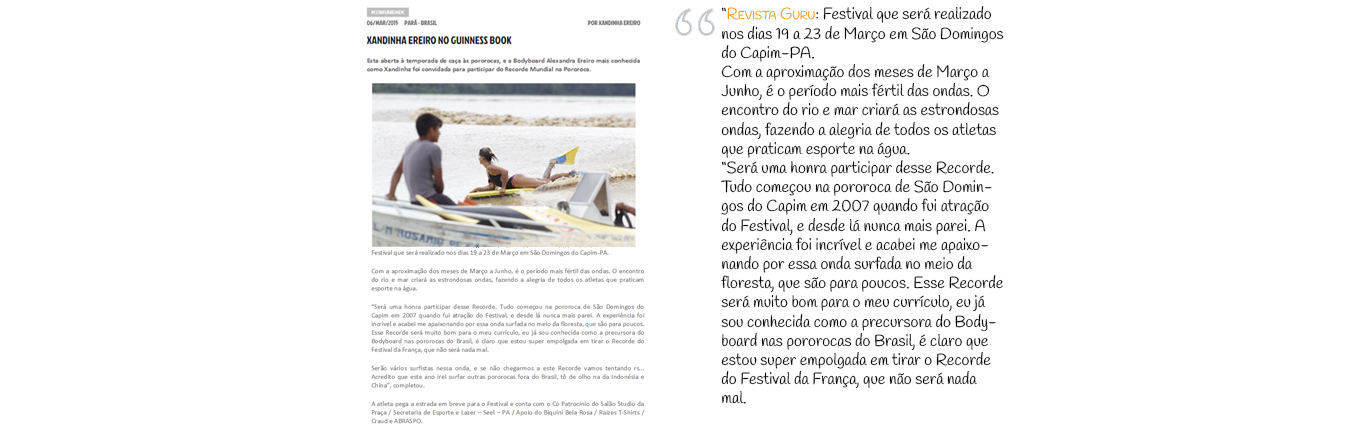 KOMUNIKK
06/MAR/2015 PARÁ - BRASIL POR XANDINHA EREIRO
XANDINHA EREIRO NO GUINNESS BOOK
Esta aberta à temporada de caça às pororocas, e a Bodyboard Alexandra Ereiro mais conhecida
como Xandinha foi convidada para participar do Recorde Mundial na Pororoca.
L/M ROSARIO DE
Festival que será realizado nos dias 19 a 23 de Março em São Domingos do Capim-PA.
Com a aproximação dos meses de Março a Junho, é o período mais fértil das ondas. O encontro
do rio e mar criará as estrondosas ondas, fazendo a alegria de todos os atletas que praticam
esporte na água.
"Será uma honra participar desse Recorde. Tudo começou na pororoca de São Domingos do
Capim em 2007 quando fui atração do Festival, e desde lá nunca mais parei. A experiência foi
incrível e acabei me apaixonando por essa onda surfada no meio da floresta, que são para poucos.
Esse Recorde será muito bom para o meu currículo, eu já sou conhecida como a precursora do
Bodyboard nas pororocas do Brasil, é claro que estou super empolgada em tirar o Recorde do
Festival da França, que não será nada mal.
Serão vários surfistas nessa onda, e se não chegarmos a este Recorde vamos tentando rs...
Acredito que este ano irei surfar outras pororocas fora do Brasil, tô de olho na da Indonésia e
China", completou.
A atleta pega a estrada em breve para o Festival e conta com o Co Patrocínio do Salão Studio da
Praça / Secretaria de Esporte e Lazer – Seel – PA / Apoio do Biquíni Bela Rosa / Raízes T-Shirts /
Craud e ABRASPO.
"Revista Guru: Festival que será realizado
nos dias 19 a 23 de Março em São Domingos
do Capim-PA.
Com a aproximação dos meses de Março a
Junho, é o período mais fértil das ondas. O
encontro do rio e mar criará as estrondosas
ondas, fazendo a alegria de todos os atletas
que praticam esporte na água.
"Será uma honra participar desse Recorde.
Tudo começou na pororoca de São Domin-
gos do Capim em 2007 quando fui atração
do Festival, e desde lá nunca mais parei. A
experiência foi incrível e acabei me apaixo-
nando por essa onda surfada no meio da
floresta, que são para poucos. Esse Recorde
será muito bom para o meu currículo, eu já
sou conhecida como a precursora do Body-
board nas pororocas do Brasil, é claro que
estou super empolgada em tirar o Recorde
do Festival da França, que não será nada
mal.